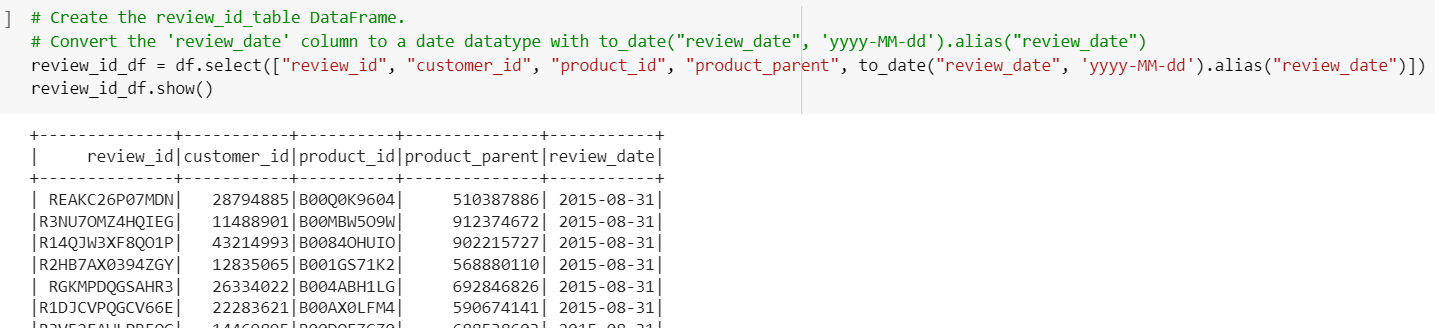 ]
# Create the review_id_table DataFrame.
# Convert the 'review_date' column to a date datatype with to_date("review_date", 'yyyy-MM-dd').alias("review_date")
review_id_df = df.select(["review_id", "customer_id", "product_id", "product_parent", to_date("review_date", 'yyyy-MM-dd').alias("review_date")])
review_id_df.show()
+--------------+-----------+----------+--------------+-----------+
|     review_id|customer_id|product_id|product_parent|review_date|
+--------------+-----------+----------+--------------+-----------+
| REAKC26P07MDN|   28794885|B00Q0K9604|     510387886| 2015-08-31|
|R3NU7OMZ4HQIEG|   11488901|B00MBW5O9W|     912374672| 2015-08-31|
|R14QJW3XF8QO1P|   43214993|B0084OHUIO|     902215727| 2015-08-31|
|R2HB7AX0394ZGY|   12835065|B001GS71K2|     568880110| 2015-08-31|
| RGKMPDQGSAHR3|   26334022|B004ABH1LG|     692846826| 2015-08-31|
|R1DJCVPQGCV66E|   22283621|B00AX0LFM4|     590674141| 2015-08-31|